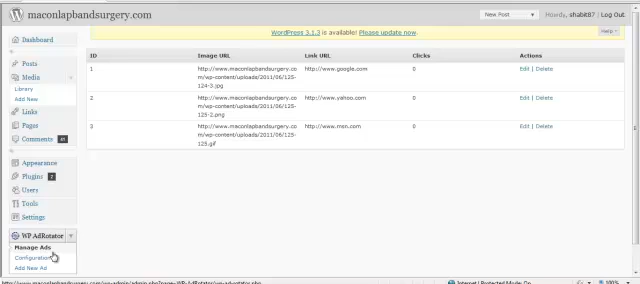 maconlapbandsurgery.com
New Post
Howdy, shabit87 | Log Out
WordPress 3.1.3 is available! Please update now.
Help
Dashboard
Posts
Media
Library
Add New
Links
Pages
Comments
Appearance
Plugins 2
Users
Tools
Settings
WP AdRotator
Manage Ads
Configuration
Add New Ad
ID Image URL Link URL Clicks Actions
1 http://www.maconlapbandsurgery.co http://www.google.com 0 Edit | Delete
m/wp-content/uploads/2011/06/125-
124-3.jpg
2 http://www.maconlapbandsurgery.co http://www.yahoo.com 0 Edit | Delete
m/wp-content/uploads/2011/06/125-
125-2.png
3 http://www.maconlapbandsurgery.co http://www.msn.com 0 Edit | Delete
m/wp-content/uploads/2011/06/125-
125.gif
Internet | Protected Mode: On
100%